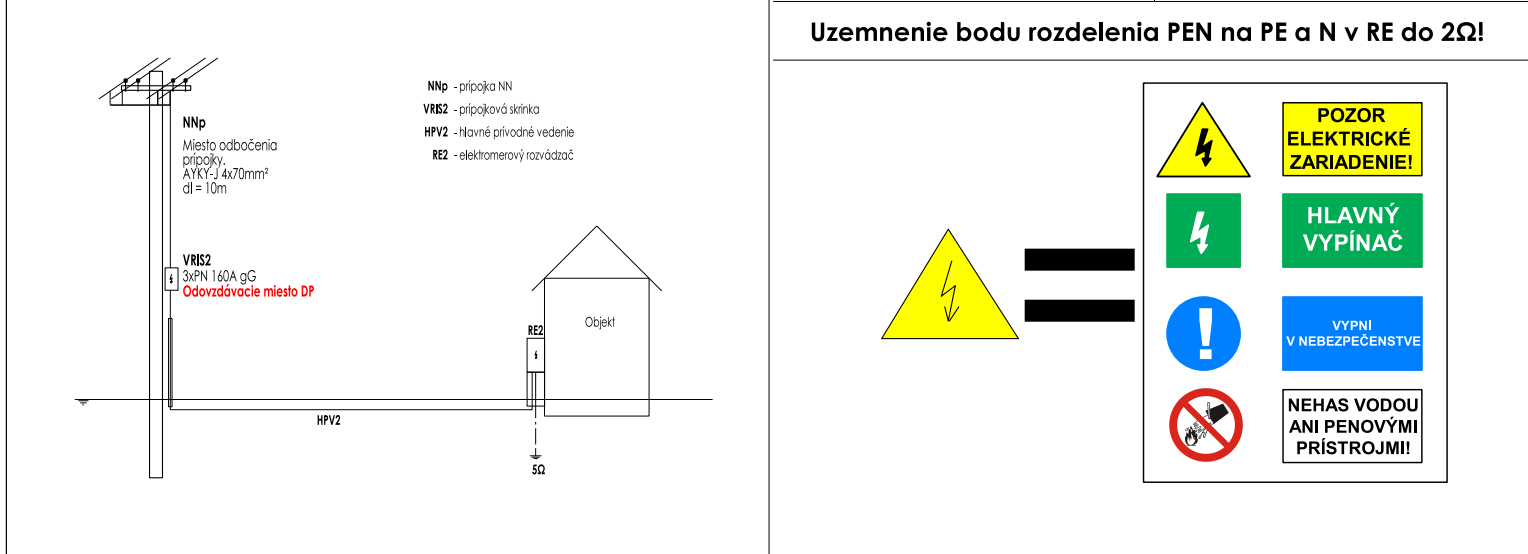 NNp
Miesto odbočenia
prípojky.
AYKY-J 4x70mm²
dl = 10m
NNp - prípojka NN
VRIS2 - prípojková skrinka
HPV2 - hlavné prívodné vedenie
RE2 - elektromerový rozvádzač
VRIS2
3xPN 160A gG
Odovzdávacie miesto DP
RE2
Objekt
HPV2
5Ω
Uzemnenie bodu rozdelenia PEN na PE a N v RE do 2Ω!
POZOR
ELEKTRICKÉ
ZARIADENIE!
HLAVNÝ
VYPÍNAČ
VYPNI
V NEBEZPEČENSTVE
NEHAS VODOU
ANI PENOVÝMI
PRÍSTROJMI!